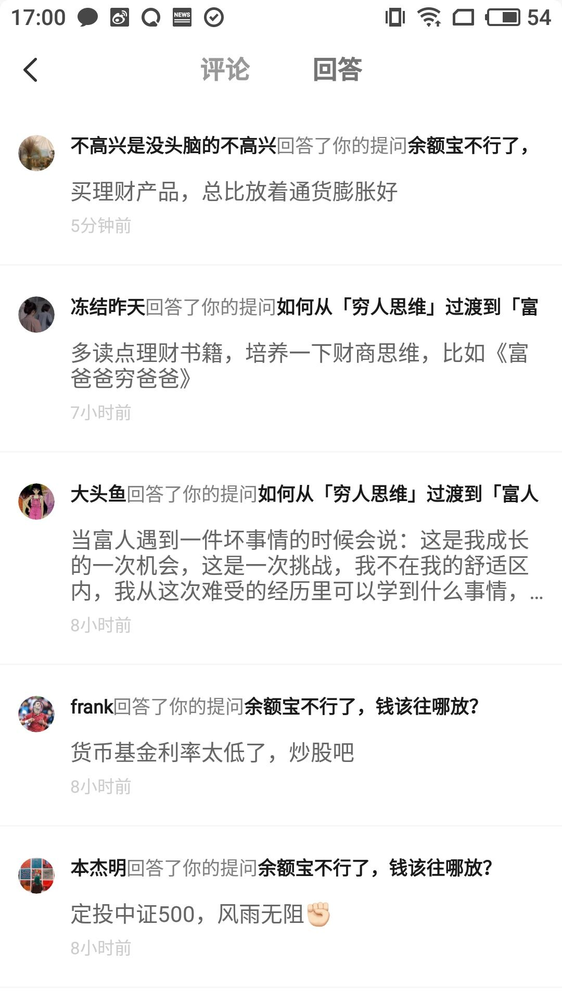 17:00 NEWS 54
评论 回答
不高兴是没头脑的不高兴回答了你的提问余额宝不行了，
买理财产品，总比放着通货膨胀好
5分钟前
冻结昨天回答了你的提问如何从「穷人思维」过渡到「富
多读点理财书籍，培养一下财商思维，比如《富
爸爸穷爸爸》
7小时前
大头鱼回答了你的提问如何从「穷人思维」过渡到「富人
当富人遇到一件坏事情的时候会说：这是我成长
的一次机会，这是一次挑战，我不在我的舒适区
内，我从这次难受的经历里可以学到什么事情，...
8小时前
frank回答了你的提问余额宝不行了，钱该往哪放?
货币基金利率太低了，炒股吧
8小时前
本杰明回答了你的提问余额宝不行了，钱该往哪放?
定投中证500，风雨无阻✊🏻
8小时前